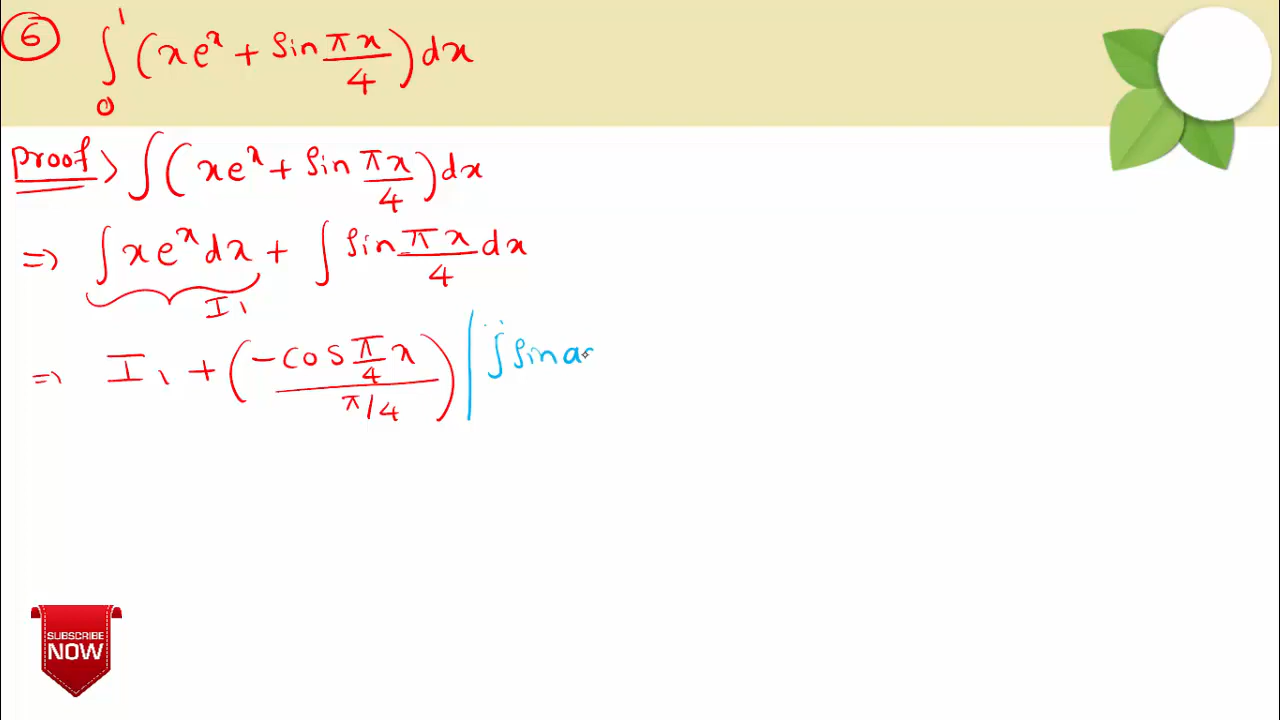 ⑥ ∫₀¹ (xeˣ + sin πx/4) dx
Proof > ∫ (xeˣ + sin πx/4) dx
=> ∫ xeˣ dx + ∫ sin πx/4 dx
I₁
=> I₁ + (-cos π/4 x / π/4) | ∫ sin a
SUBSCRIBE
NOW